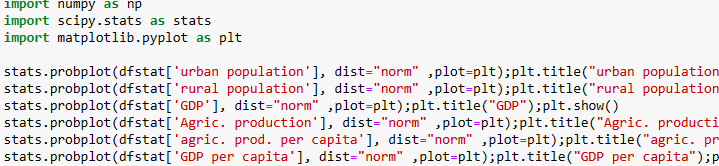 import numpy as np
import scipy.stats as stats
import matplotlib.pyplot as plt
stats.probplot(dfstat['urban population'], dist="norm" ,plot=plt);plt.title("urban population
stats.probplot(dfstat['rural population'], dist="norm" ,plot=plt);plt.title("rural population
stats.probplot(dfstat['GDP'], dist="norm" ,plot=plt);plt.title("GDP");plt.show()
stats.probplot(dfstat['Agric. production'], dist="norm" ,plot=plt);plt.title("Agric. producti
stats.probplot(dfstat['agric. prod. per capita'], dist="norm" ,plot=plt);plt.title("agric. pr
stats.probplot(dfstat['GDP per capita'], dist="norm" ,plot=plt);plt.title("GDP per capita");p